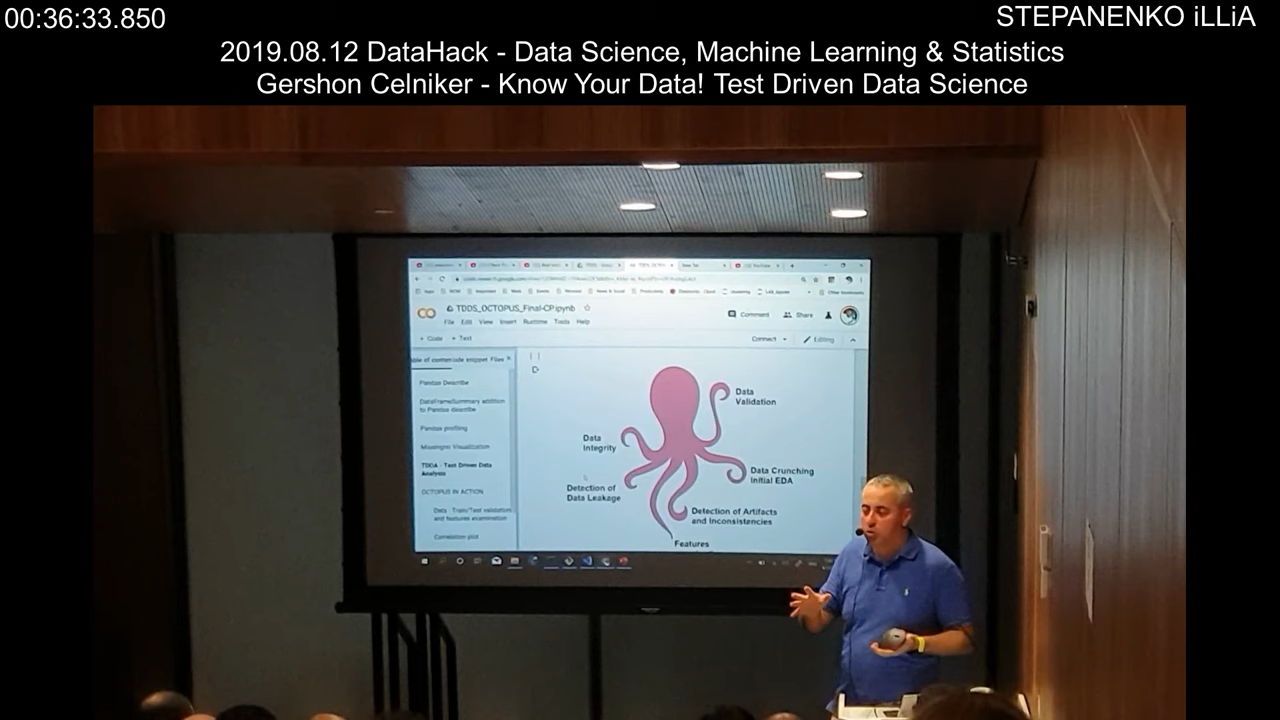 00:36:33.850
STEPANENKO iLLiA
2019.08.12 DataHack - Data Science, Machine Learning & Statistics
Gershon Celniker - Know Your Data! Test Driven Data Science
TDDS_OCTOPUS_Final-CP.ipynb
Comment
Share
File Edit View Insert Runtime Tools Help
+ Code + Text
Connect
Editing
Pandas Describe
DataFrameSummary addition
to Pandas describe
Pandas profiling
Missingno Visualization
TDDA - Test Driven Data
Analysis
OCTOPUS IN ACTION
Data : Train/Test validation
and features examination
Correlation plot
Data
Validation
Data
Integrity
Data Crunching
Initial EDA
Detection of
Data Leakage
Detection of Artifacts
and Inconsistencies
Features